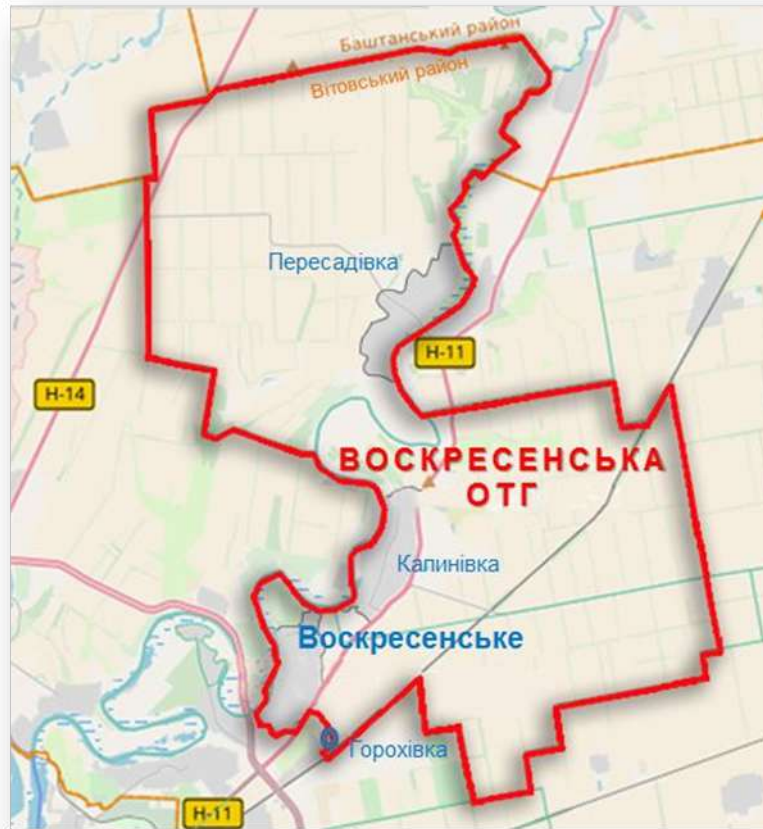 Баштанський район
Вітовський район
Пересадівка
Н-11
Н-14
ВОСКРЕСЕНСЬКА
ОТГ
Калинівка
Воскресенське
Горохівка
Н-11